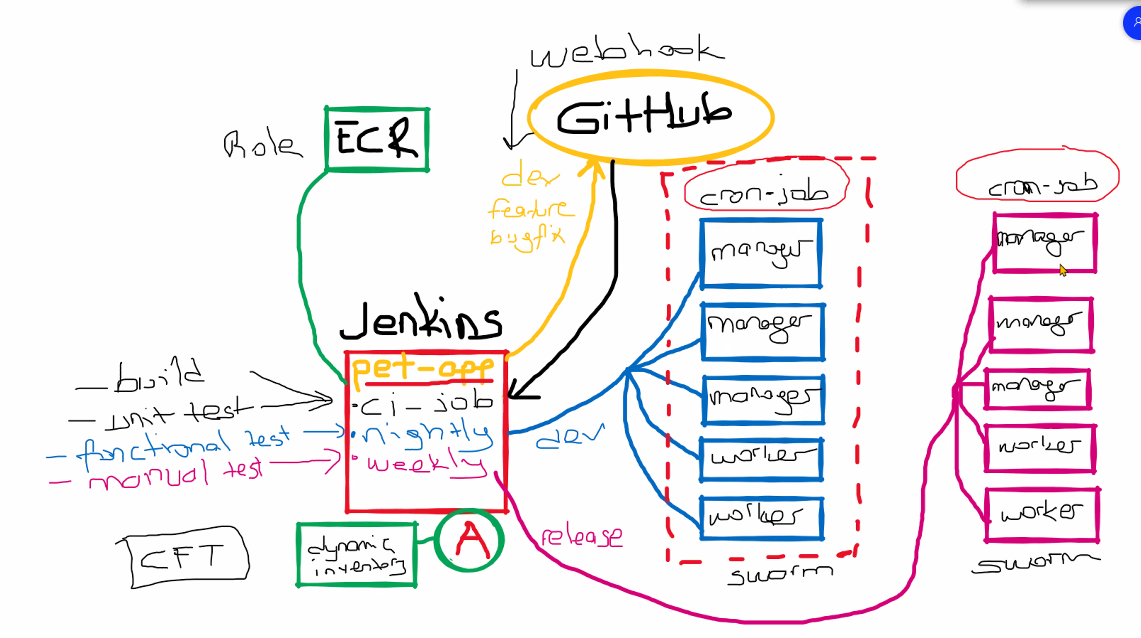 webhook
GitHub
Role
ECR
dev
feature
bugfix
cron-job
manager
manager
manager
worker
worker
swarm
cron-job
manager
manager
manager
worker
worker
swarm
Jenkins
pet-app
•ci-job
•nightly
•weekly
- build
- unit test
- functional test
- manual test
dev
release
CFT
dynamic
inventory
A